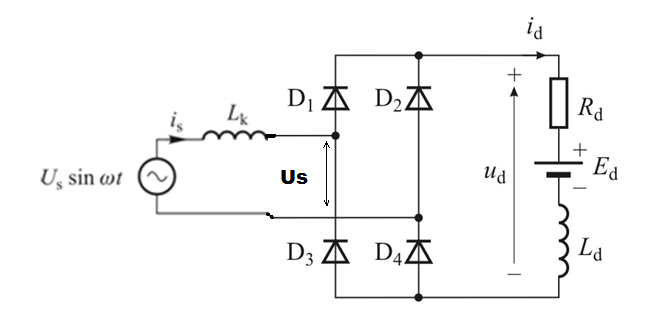 i_d
D_1
D_2
+
R_d
i_s
L_k
U_s sin ωt
Us
u_d
+
E_d
−
D_3
D_4
−
L_d